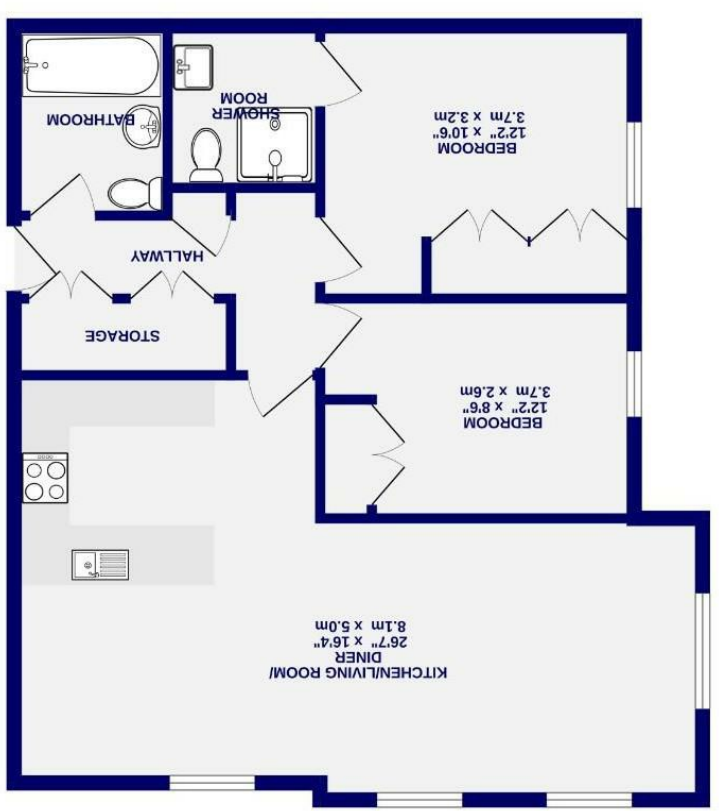 KITCHEN/LIVING ROOM/
DINER
26'7" x 16'4"
8.1m x 5.0m
BEDROOM
12'2" x 8'6"
3.7m x 2.6m
STORAGE
HALLWAY
BEDROOM
12'2" x 10'6"
3.7m x 3.2m
SHOWER
ROOM
BATHROOM